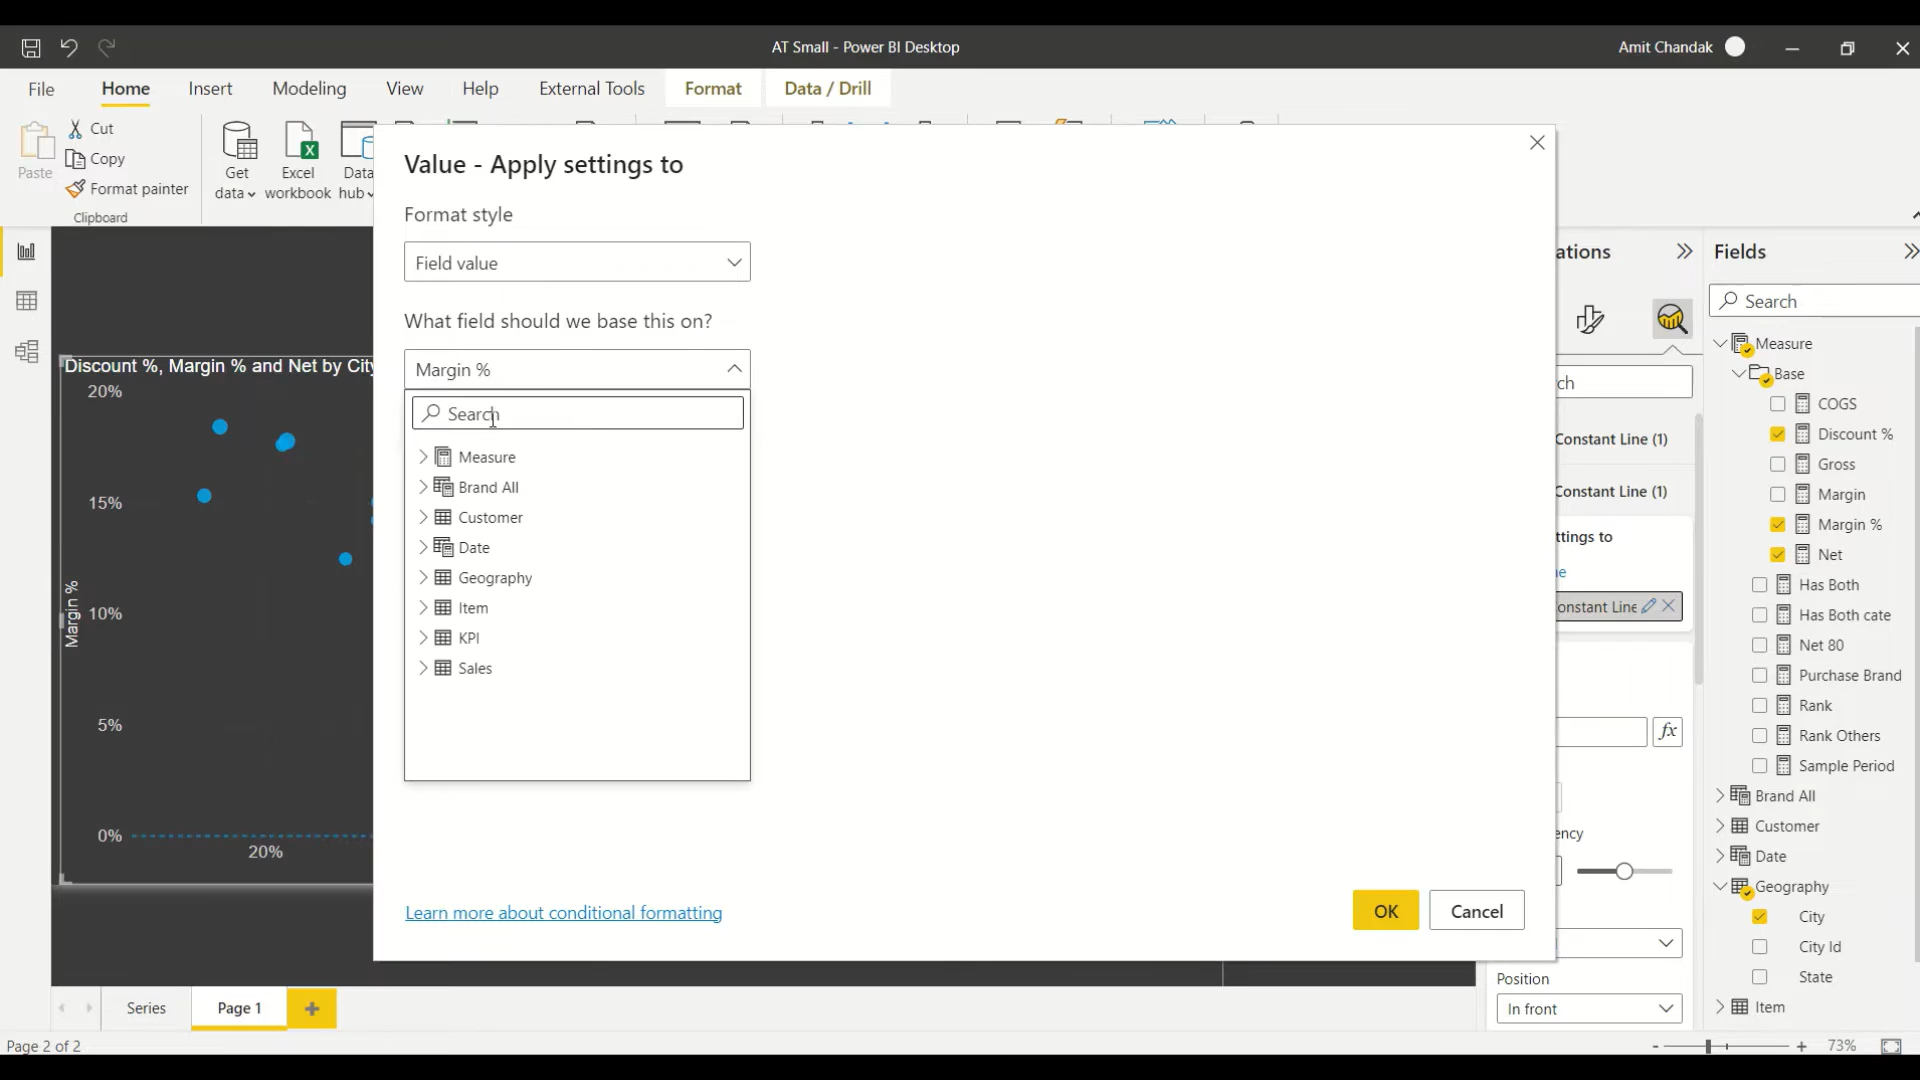 AT Small - Power BI Desktop
Amit Chandak
File
Home
Insert
Modeling
View
Help
External Tools
Format
Data / Drill
Paste
Cut
Copy
Format painter
Clipboard
Get
data
Excel
workbook
Data
hub
Discount %, Margin % and Net by City
20%
15%
10%
5%
0%
Margin %
20%
Value - Apply settings to
Format style
Field value
What field should we base this on?
Margin %
Search
Measure
Brand All
Customer
Date
Geography
Item
KPI
Sales
Learn more about conditional formatting
OK
Cancel
ations
ch
Constant Line (1)
Constant Line (1)
ttings to
ne
onstant Line
fx
ency
Position
In front
Fields
Search
Measure
Base
COGS
Discount %
Gross
Margin
Margin %
Net
Has Both
Has Both cate
Net 80
Purchase Brand
Rank
Rank Others
Sample Period
Brand All
Customer
Date
Geography
City
City Id
State
Item
Series
Page 1
Page 2 of 2
- + 73%